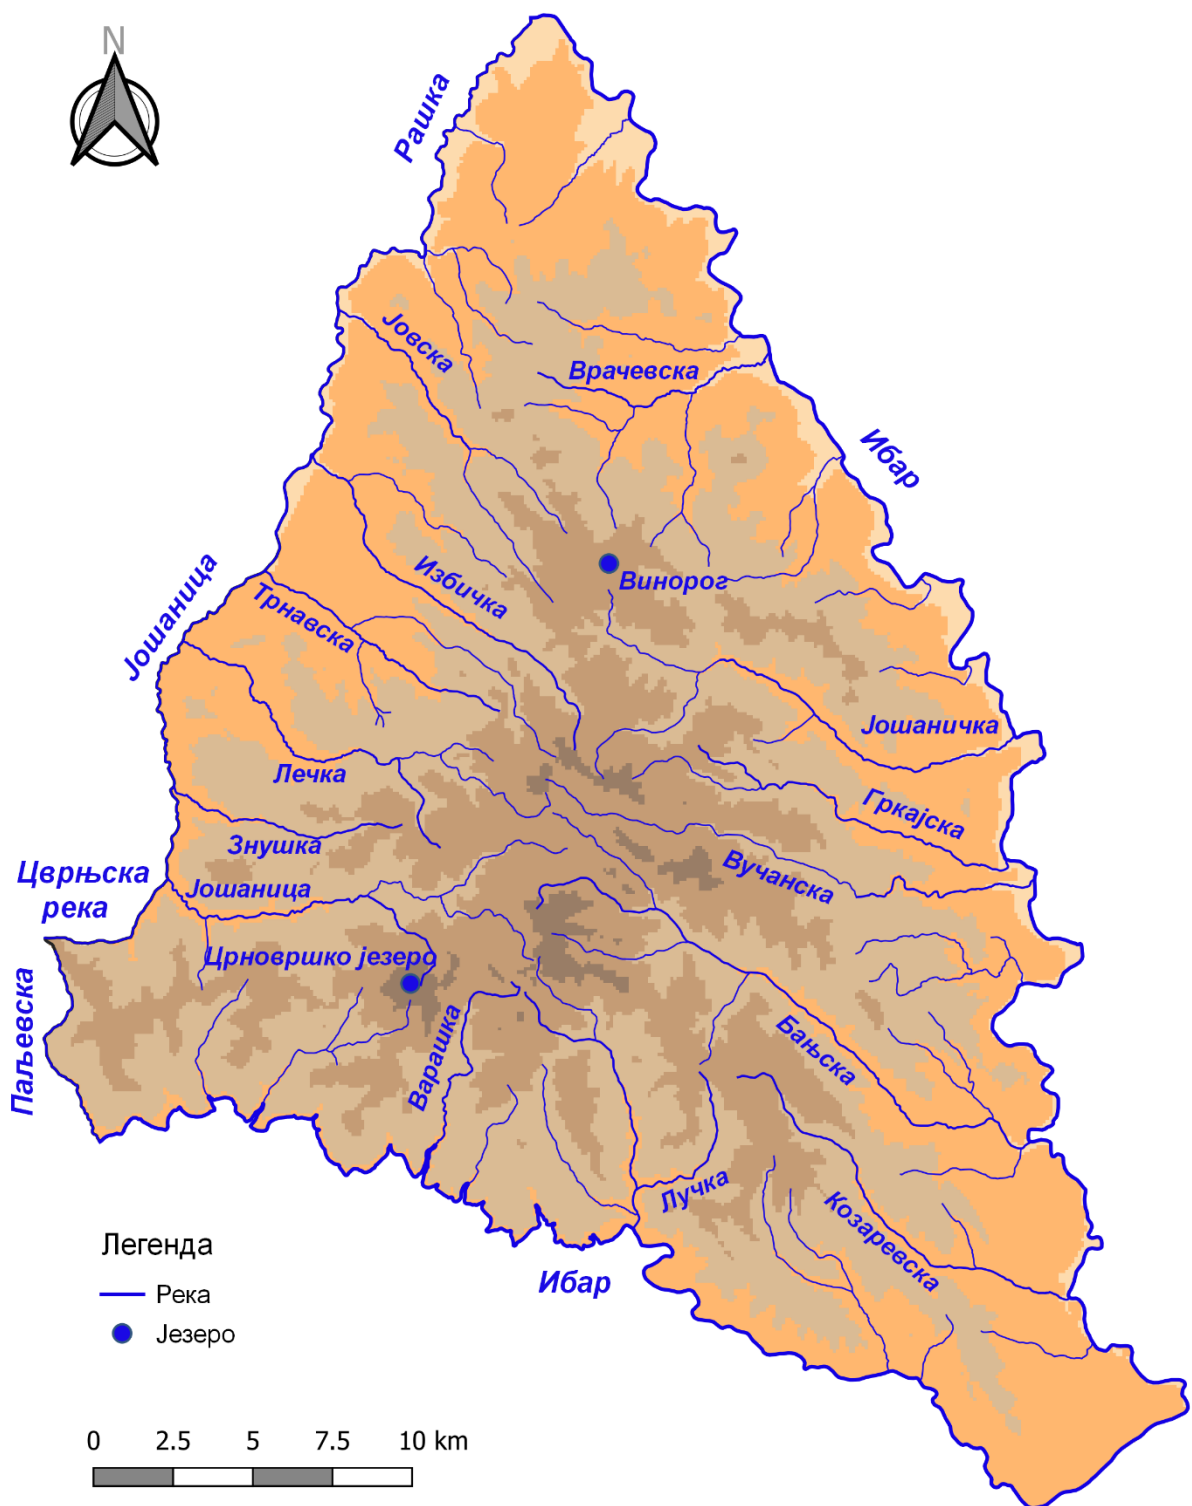 N
Рашка
Јовска
Врачевска
Ибар
Јошаница
Избичка
Винорог
Трнавска
Јошаничка
Лечка
Гркајска
Знушка
Вучанска
Цврњска
река
Јошаница
Црновршко језеро
Паљевска
Варашка
Бањска
Лучка
Козаревска
Ибар
Легенда
Река
Језеро
0 2.5 5 7.5 10 km